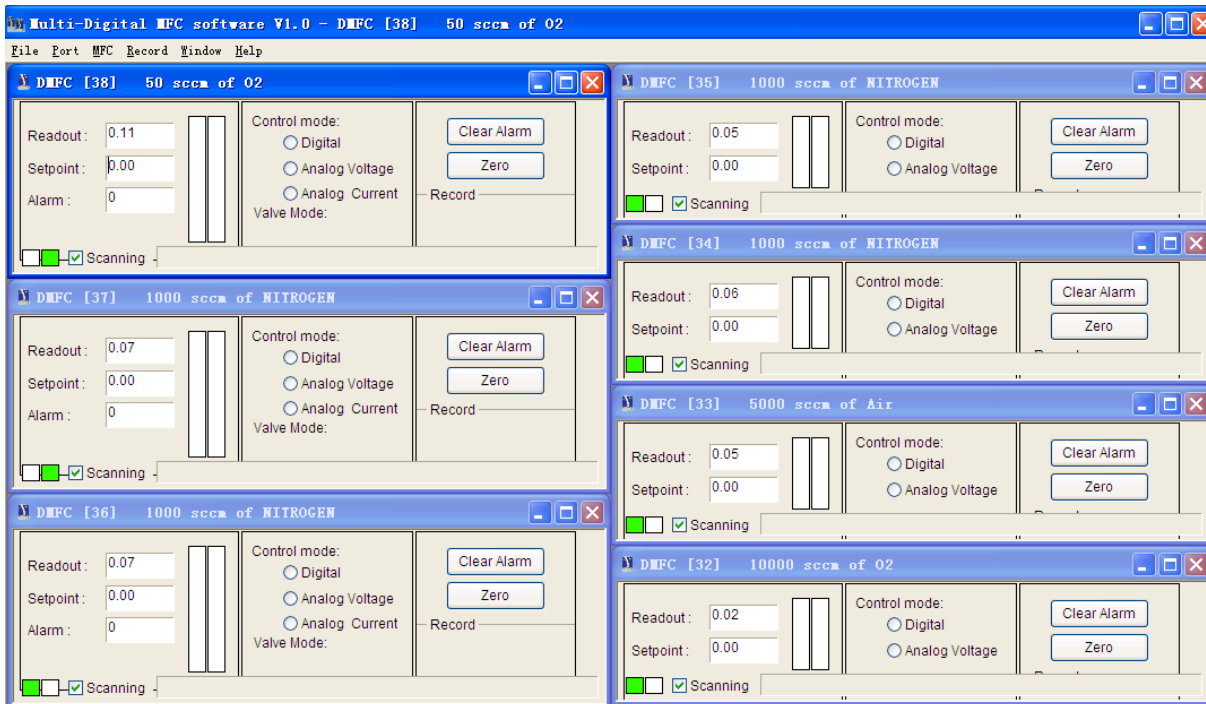 Multi-Digital MFC software V1.0 - DMFC [38] 50 sccm of O2
File Port MFC Record Window Help
DMFC [38] 50 sccm of O2
Readout : 0.11
Setpoint : 0.00
Alarm : 0
Control mode:
Digital
Analog Voltage
Analog Current
Valve Mode:
Clear Alarm
Zero
Record
Scanning
DMFC [37] 1000 sccm of NITROGEN
Readout : 0.07
Setpoint : 0.00
Alarm : 0
Control mode:
Digital
Analog Voltage
Analog Current
Valve Mode:
Clear Alarm
Zero
Record
Scanning
DMFC [36] 1000 sccm of NITROGEN
Readout : 0.07
Setpoint : 0.00
Alarm : 0
Control mode:
Digital
Analog Voltage
Analog Current
Valve Mode:
Clear Alarm
Zero
Record
Scanning
DMFC [35] 1000 sccm of NITROGEN
Readout : 0.05
Setpoint : 0.00
Control mode:
Digital
Analog Voltage
Clear Alarm
Zero
Scanning
DMFC [34] 1000 sccm of NITROGEN
Readout : 0.06
Setpoint : 0.00
Control mode:
Digital
Analog Voltage
Clear Alarm
Zero
Scanning
DMFC [33] 5000 sccm of Air
Readout : 0.05
Setpoint : 0.00
Control mode:
Digital
Analog Voltage
Clear Alarm
Zero
Scanning
DMFC [32] 10000 sccm of O2
Readout : 0.02
Setpoint : 0.00
Control mode:
Digital
Analog Voltage
Clear Alarm
Zero
Scanning